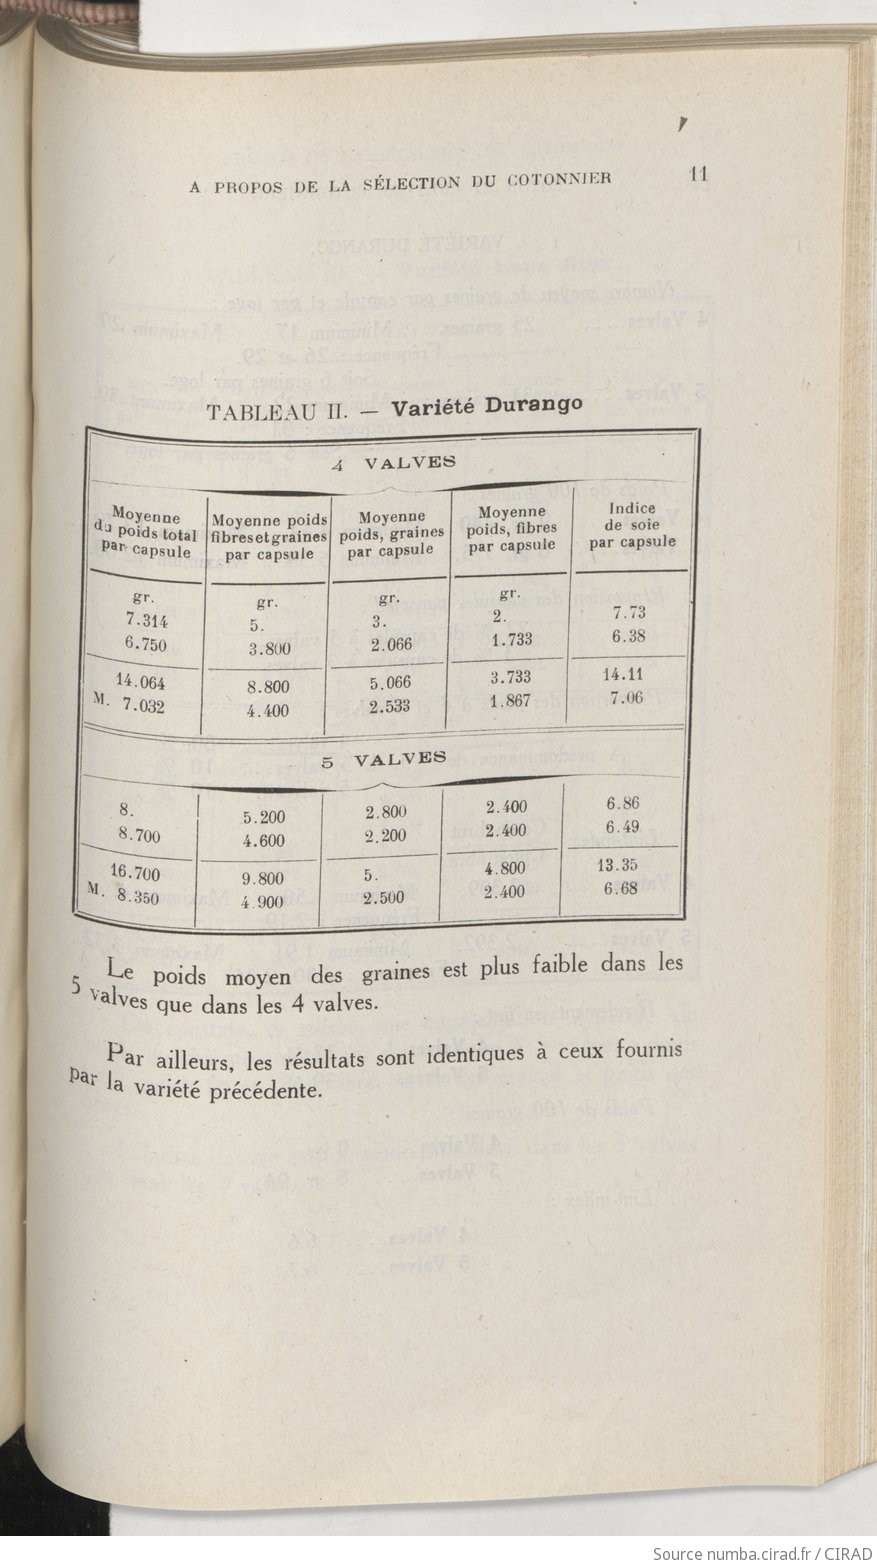 A PROPOS DE LA SÉLECTION DU COTONNIER 11
TABLEAU II. — Variété Durango
4 VALVES
Moyenne du poids total par capsule | Moyenne poids fibres et graines par capsule | Moyenne poids, graines par capsule | Moyenne poids, fibres par capsule | Indice de soie par capsule
gr. gr. gr. gr.
7.314 5. 3. 2. 7.73
6.750 3.800 2.066 1.733 6.38
14.064 8.800 5.066 3.733 14.11
M. 7.032 4.400 2.533 1.867 7.06
5 VALVES
8. 5.200 2.800 2.400 6.86
8.700 4.600 2.200 2.400 6.49
16.700 9.800 5. 4.800 13.35
M. 8.350 4.900 2.500 2.400 6.68
Le poids moyen des graines est plus faible dans les
5 valves que dans les 4 valves.
Par ailleurs, les résultats sont identiques à ceux fournis
par la variété précédente.
Source numba.cirad.fr / CIRAD